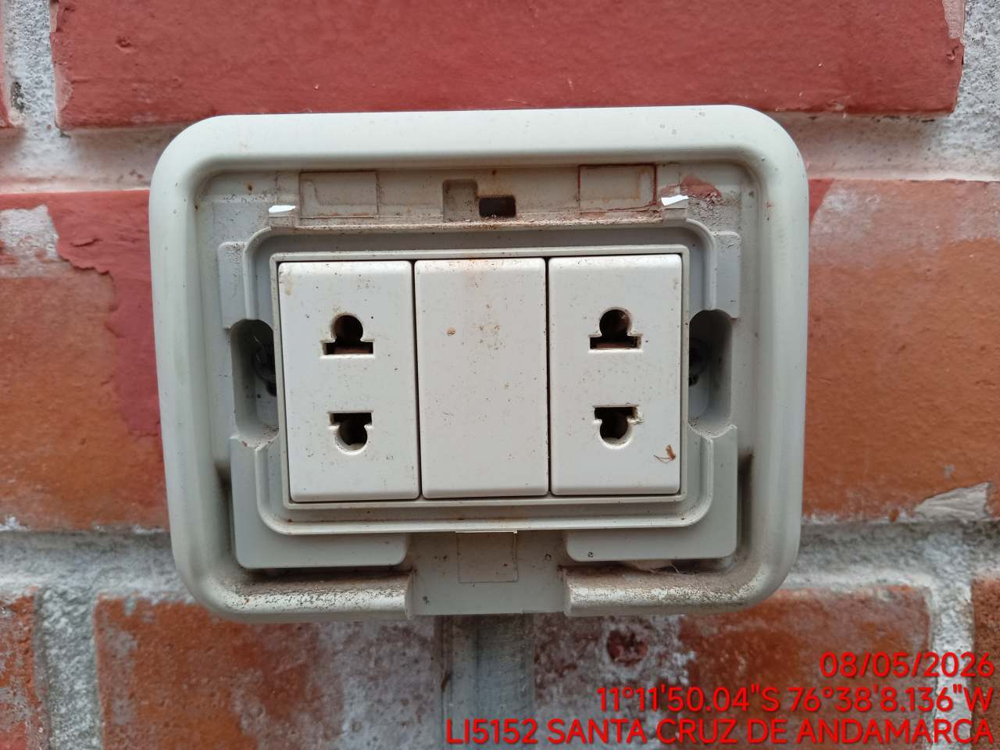 08/05/2026
11°11'50.04"S 76°38'8.136"W
LI5152 SANTA CRUZ DE ANDAMARCA